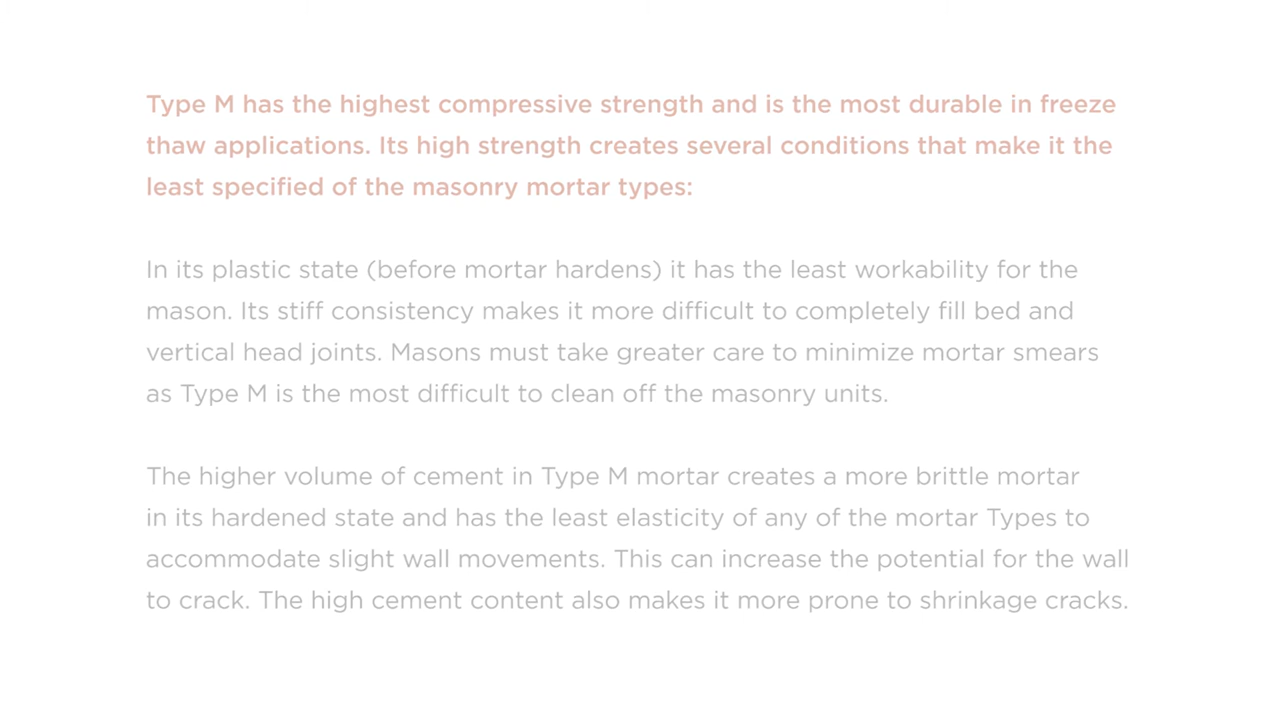 Type M has the highest compressive strength and is the most durable in freeze
thaw applications. Its high strength creates several conditions that make it the
least specified of the masonry mortar types:
In its plastic state (before mortar hardens) it has the least workability for the
mason. Its stiff consistency makes it more difficult to completely fill bed and
vertical head joints. Masons must take greater care to minimize mortar smears
as Type M is the most difficult to clean off the masonry units.
The higher volume of cement in Type M mortar creates a more brittle mortar
in its hardened state and has the least elasticity of any of the mortar Types to
accommodate slight wall movements. This can increase the potential for the wall
to crack. The high cement content also makes it more prone to shrinkage cracks.